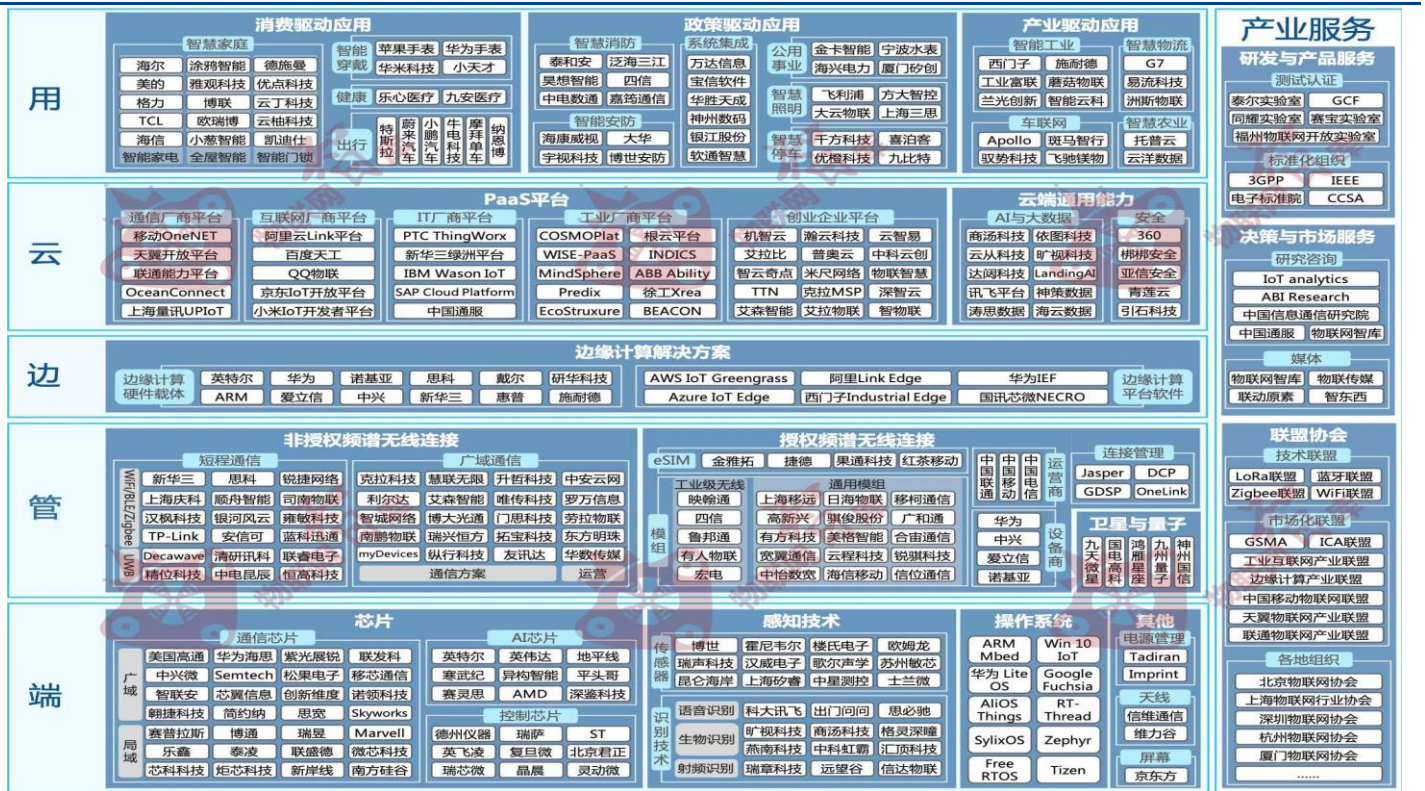 用
消费驱动应用
智慧家庭
海尔 涂鸦智能 德施曼
美的 雅观科技 优点科技
格力 博联 云丁科技
TCL 欧瑞博 云柚科技
海信 小葱智能 凯迪仕
智能家电 全屋智能 智能门锁
智能穿戴
苹果手表 华为手表
华米科技 小天才
健康 乐心医疗 九安医疗
出行 特斯拉 蔚来汽车 小鹏汽车 牛电科技 摩拜单车 纳恩博
政策驱动应用
智慧消防
泰和安 泛海三江
昊想智能 四信
中电数通 嘉筠通信
智能安防
海康威视 大华
宇视科技 博世安防
系统集成
万达信息
宝信软件
华胜天成
神州数码
银江股份
软通智慧
公用事业
金卡智能 宁波水表
海兴电力 厦门矽创
智慧照明
飞利浦 方大智控
大云物联 上海三思
智慧停车
千方科技 喜泊客
优橙科技 九比特
产业驱动应用
智能工业
西门子 施耐德
工业富联 蘑菇物联
兰光创新 智能云科
车联网
Apollo 斑马智行
驭势科技 飞驰镁物
智慧物流
G7
易流科技
洲斯物联
智慧农业
托普云
云洋数据
云
PaaS平台
通信厂商平台
移动OneNET
天翼开放平台
联通能力平台
OceanConnect
上海量讯UPIoT
互联网厂商平台
阿里云Link平台
百度天工
QQ物联
京东IoT开放平台
小米IoT开发者平台
IT厂商平台
PTC ThingWorx
新华三绿洲平台
IBM Wason IoT
SAP Cloud Platform
中国通服
工业厂商平台
COSMOPlat 根云平台
WISE-PaaS INDICS
MindSphere ABB Ability
Predix 徐工Xrea
EcoStruxure BEACON
创业企业平台
机智云 瀚云科技 云智易
艾拉比 普奥云 中科云创
智云奇点 米尺网络 物联智慧
TTN 克拉MSP 深智云
艾森智能 艾拉物联 智物联
云端通用能力
AI与大数据
商汤科技 依图科技
云从科技 旷视科技
达闼科技 LandingAI
讯飞平台 神策数据
涛思数据 海云数据
安全
360
梆梆安全
亚信安全
青莲云
引石科技
边
边缘计算解决方案
边缘计算硬件载体
英特尔 华为 诺基亚 思科 戴尔 研华科技
ARM 爱立信 中兴 新华三 惠普 施耐德
AWS IoT Greengrass 阿里Link Edge 华为IEF
Azure IoT Edge 西门子Industrial Edge 国讯芯微NECRO
边缘计算平台软件
管
非授权频谱无线连接
短程通信
WiFi/BLE/Zigbee
新华三 思科 锐捷网络
上海庆科 顺舟智能 司南物联
汉枫科技 银河风云 雍敏科技
TP-Link 安信可 蓝科迅通
UWB
Decawave 清研讯科 联睿电子
精位科技 中电昆辰 恒高科技
广域通信
克拉科技 慧联无限 升哲科技 中安云网
利尔达 艾森智能 唯传科技 罗万信息
智城网络 博大光通 门思科技 劳拉物联
南鹏物联 瑞兴恒方 拓宝科技 东方明珠
myDevices 纵行科技 友讯达 华数传媒
通信方案 运营
授权频谱无线连接
eSIM 金雅拓 捷德 果通科技 红茶移动
模组
工业级无线
映翰通
四信
鲁邦通
有人物联
宏电
通用模组
上海移远 日海物联 移柯通信
高新兴 骐俊股份 广和通
有方科技 美格智能 合宙通信
宽翼通信 云程科技 锐骐科技
中怡数宽 海信移动 信位通信
中国联通 中国移动 中国电信 运营商
华为
中兴
爱立信
诺基亚
设备商
连接管理
Jasper DCP
GDSP OneLink
卫星与量子
九天微星 国电高科 鸿雁星座 九州量子 神州国信
端
芯片
通信芯片
广域
美国高通 华为海思 紫光展锐 联发科
中兴微 Semtech 松果电子 移芯通信
智联安 芯翼信息 创新维度 诺领科技
翱捷科技 简约纳 思宽 Skyworks
局域
赛普拉斯 博通 瑞昱 Marvell
乐鑫 泰凌 联盛德 微芯科技
芯科科技 炬芯科技 新岸线 南方硅谷
AI芯片
英特尔 英伟达 地平线
寒武纪 异构智能 平头哥
赛灵思 AMD 深鉴科技
控制芯片
德州仪器 瑞萨 ST
英飞凌 复旦微 北京君正
瑞芯微 晶晨 灵动微
感知技术
传感器
博世 霍尼韦尔 楼氏电子 欧姆龙
瑞声科技 汉威电子 歌尔声学 苏州敏芯
昆仑海岸 上海矽睿 中星测控 士兰微
识别技术
语音识别 科大讯飞 出门问问 思必驰
生物识别 旷视科技 商汤科技 格灵深瞳
燕南科技 中科虹霸 汇顶科技
射频识别 瑞章科技 远望谷 信达物联
操作系统
ARM Mbed Win 10 IoT
华为 Lite OS Google Fuchsia
AliOS Things RT-Thread
SylixOS Zephyr
Free RTOS Tizen
其他
电源管理
Tadiran
Imprint
天线
信维通信
维力谷
屏幕
京东方
产业服务
研发与产品服务
测试认证
泰尔实验室 GCF
同耀实验室 赛宝实验室
福州物联网开放实验室
标准化组织
3GPP IEEE
电子标准院 CCSA
决策与市场服务
研究咨询
IoT analytics
ABI Research
中国信息通信研究院
中国通服 物联网智库
媒体
物联网智库 物联传媒
联动原素 智东西
联盟协会
技术联盟
LoRa联盟 蓝牙联盟
Zigbee联盟 WiFi联盟
市场化联盟
GSMA ICA联盟
工业互联网产业联盟
边缘计算产业联盟
中国移动物联网联盟
天翼物联网产业联盟
联通物联网产业联盟
各地组织
北京物联网协会
上海物联网行业协会
深圳物联网协会
杭州物联网协会
厦门物联网协会
......